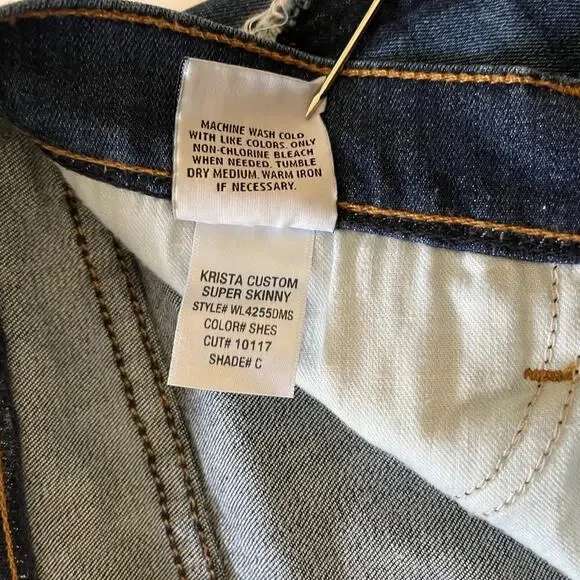 MACHINE WASH COLD
WITH LIKE COLORS. ONLY
NON-CHLORINE BLEACH
WHEN NEEDED. TUMBLE
DRY MEDIUM. WARM IRON
IF NECESSARY.
KRISTA CUSTOM
SUPER SKINNY
STYLE# WL4255DMS
COLOR# SHES
CUT# 10117
SHADE# C